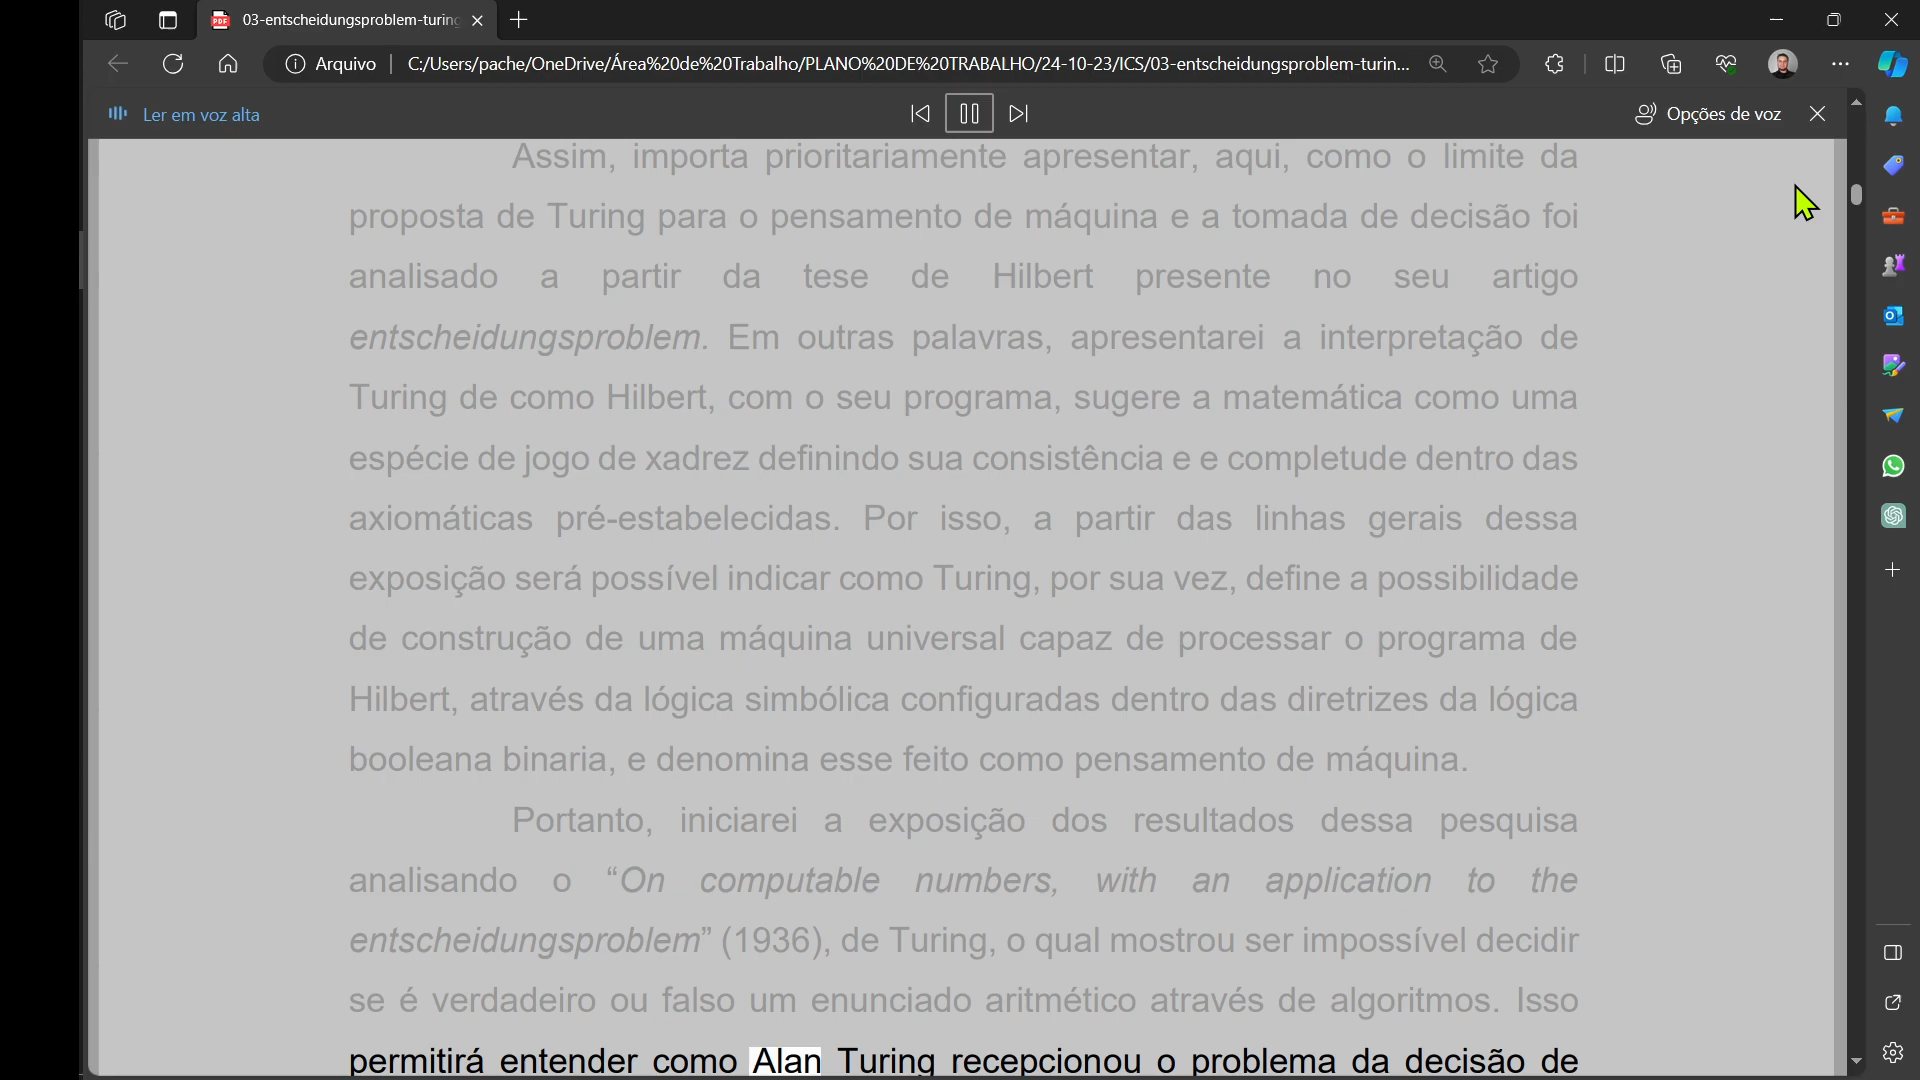 03-entscheidungsproblem-turing
Arquivo
C:/Users/pache/OneDrive/Área%20de%20Trabalho/PLANO%20DE%20TRABALHO/24-10-23/ICS/03-entscheidungsproblem-turin...
Ler em voz alta
Opções de voz
Assim, importa prioritariamente apresentar, aqui, como o limite da
proposta de Turing para o pensamento de máquina e a tomada de decisão foi
analisado a partir da tese de Hilbert presente no seu artigo
entscheidungsproblem. Em outras palavras, apresentarei a interpretação de
Turing de como Hilbert, com o seu programa, sugere a matemática como uma
espécie de jogo de xadrez definindo sua consistência e e completude dentro das
axiomáticas pré-estabelecidas. Por isso, a partir das linhas gerais dessa
exposição será possível indicar como Turing, por sua vez, define a possibilidade
de construção de uma máquina universal capaz de processar o programa de
Hilbert, através da lógica simbólica configuradas dentro das diretrizes da lógica
booleana binaria, e denomina esse feito como pensamento de máquina.
Portanto, iniciarei a exposição dos resultados dessa pesquisa
analisando o “On computable numbers, with an application to the
entscheidungsproblem” (1936), de Turing, o qual mostrou ser impossível decidir
se é verdadeiro ou falso um enunciado aritmético através de algoritmos. Isso
permitirá entender como Alan Turing recepcionou o problema da decisão de